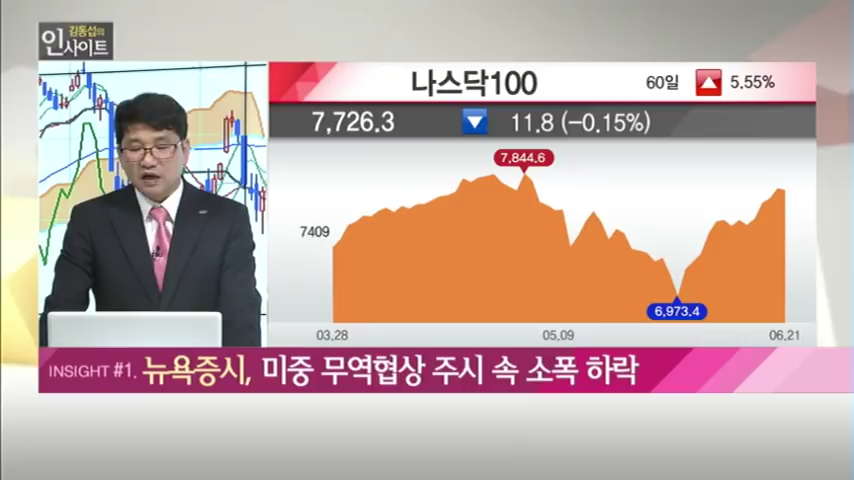 김동섭의
인사이트
나스닥100
60일 5.55%
7,726.3 11.8 (-0.15%)
7,844.6
7409
6,973.4
03.28 05.09 06.21
INSIGHT #1. 뉴욕증시, 미중 무역협상 주시 속 소폭 하락